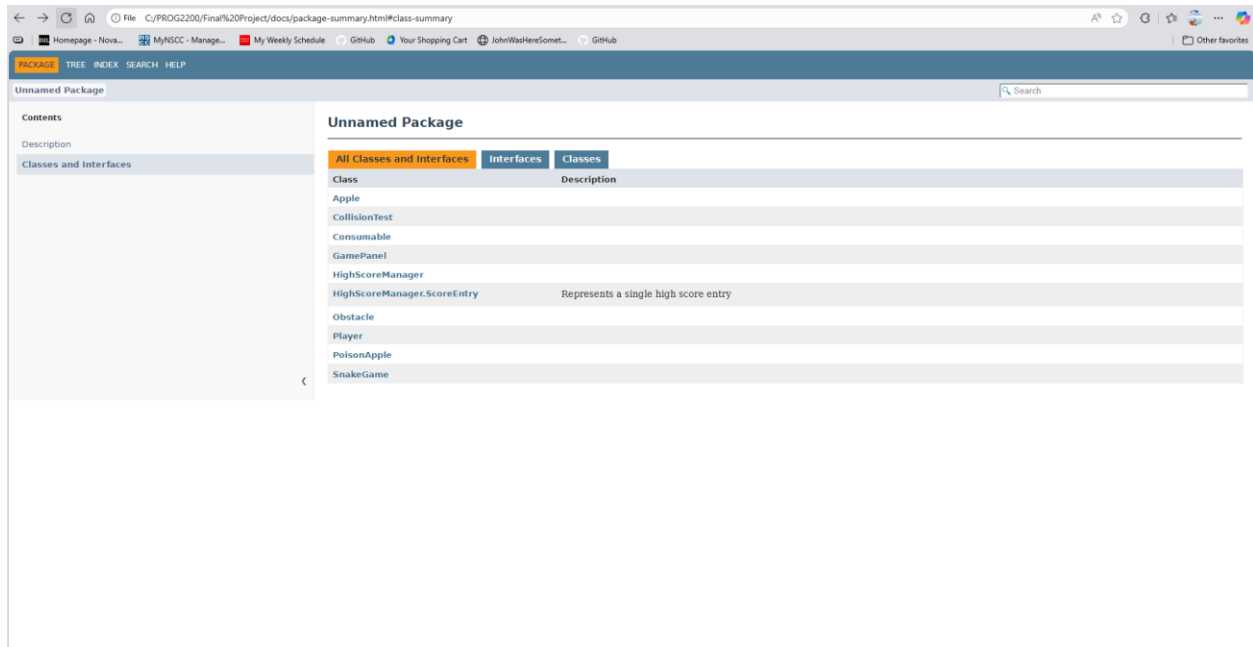 File C:/PROG2200/Final%20Project/docs/package-summary.html#class-summary
Homepage - Nova... MyNSCC - Manage... My Weekly Schedule GitHub Your Shopping Cart JohnWasHereSomet... GitHub Other favorites
PACKAGE TREE INDEX SEARCH HELP
Unnamed Package Search
Contents
Description
Classes and Interfaces
Unnamed Package
All Classes and Interfaces Interfaces Classes
Class Description
Apple
CollisionTest
Consumable
GamePanel
HighScoreManager
HighScoreManager.ScoreEntry Represents a single high score entry
Obstacle
Player
PoisonApple
SnakeGame